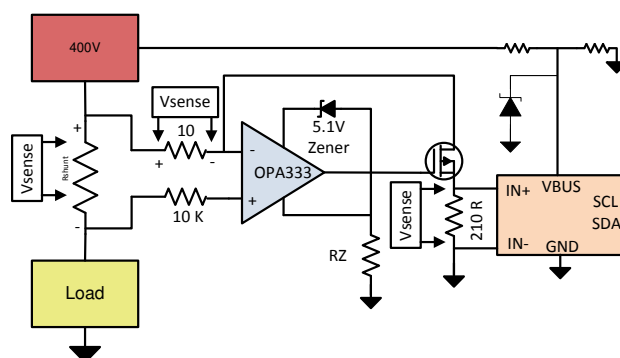 400V
Vsense
10
5.1V
Zener
+
+
-
-
Vsense
Rshunt
OPA333
10 K
+
-
Vsense
210 R
IN+
VBUS
SCL
SDA
IN-
GND
RZ
Load